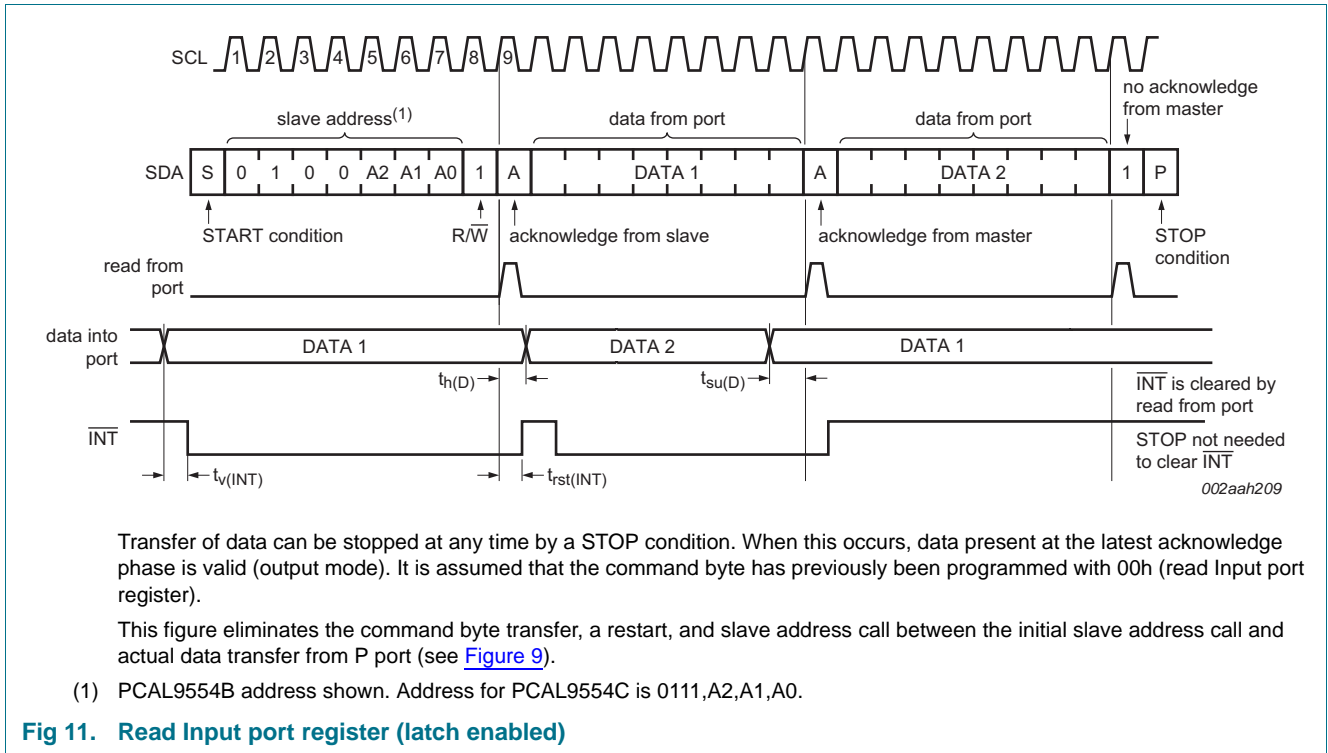 SCL 1 2 3 4 5 6 7 8 9
no acknowledge
from master
slave address(1) data from port data from port
SDA S 0 1 0 0 A2 A1 A0 1 A DATA 1 A DATA 2 1 P
START condition R/W acknowledge from slave acknowledge from master STOP
condition
read from
port
data into
port
DATA 1 DATA 2 DATA 1
th(D) tsu(D)
INT is cleared by
read from port
INT
STOP not needed
to clear INT
tv(INT) trst(INT)
002aah209
Transfer of data can be stopped at any time by a STOP condition. When this occurs, data present at the latest acknowledge
phase is valid (output mode). It is assumed that the command byte has previously been programmed with 00h (read Input port
register).
This figure eliminates the command byte transfer, a restart, and slave address call between the initial slave address call and
actual data transfer from P port (see Figure 9).
(1) PCAL9554B address shown. Address for PCAL9554C is 0111,A2,A1,A0.
Fig 11. Read Input port register (latch enabled)